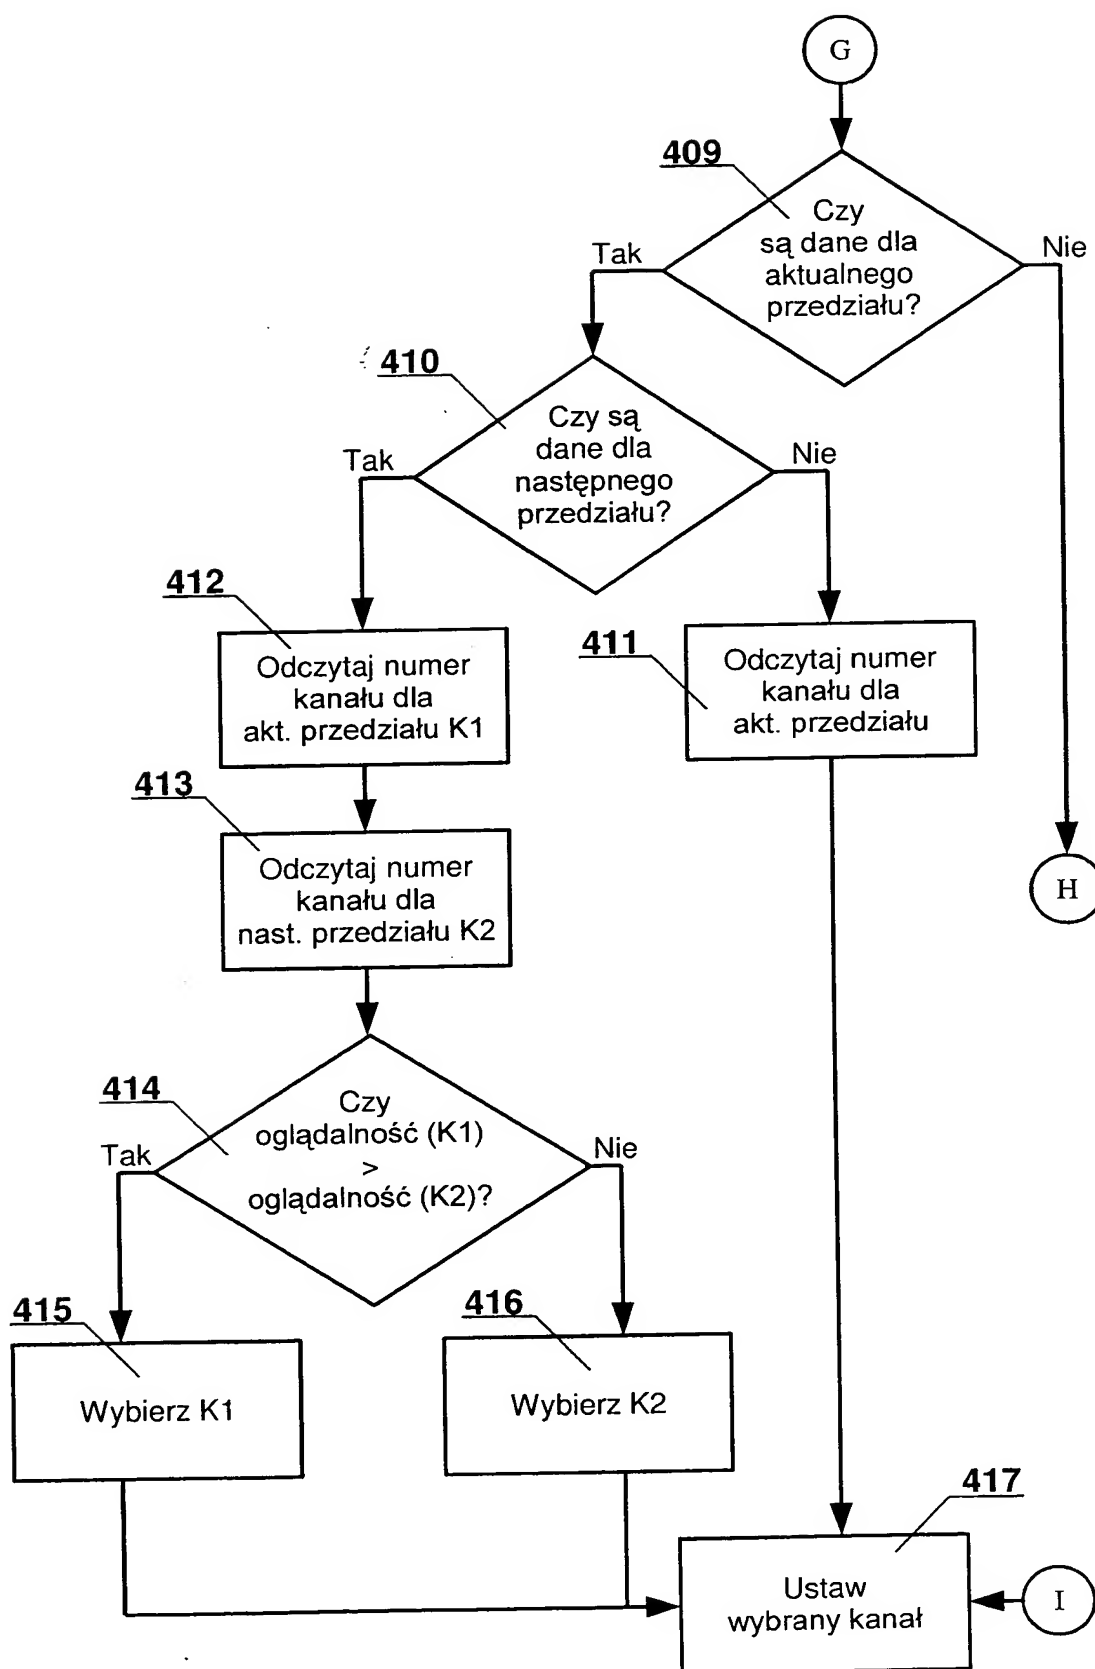 G
409
Czy
są dane dla
aktualnego
przedziału?
Tak
Nie
410
Czy są
dane dla
następnego
przedziału?
Tak
Nie
412
Odczytaj numer
kanału dla
akt. przedziału K1
411
Odczytaj numer
kanału dla
akt. przedziału
413
Odczytaj numer
kanału dla
nast. przedziału K2
H
414
Czy
oglądalność (K1)
>
oglądalność (K2)?
Tak
Nie
415
Wybierz K1
416
Wybierz K2
417
Ustaw
wybrany kanał
I